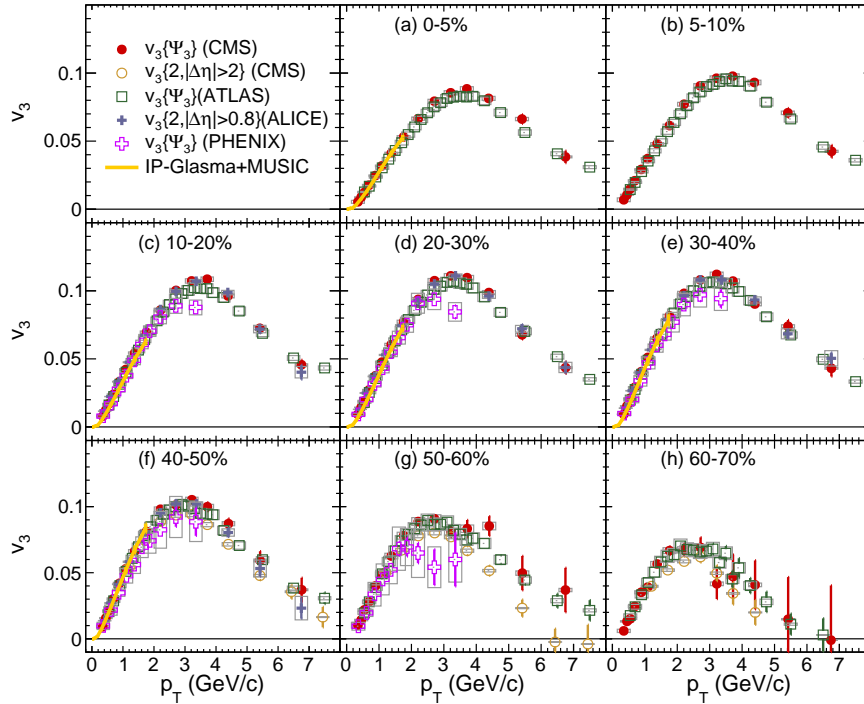 (a) 0-5%
(b) 5-10%
v₃{Ψ₃} (CMS)
v₃{2,|Δη|>2} (CMS)
v₃{Ψ₃}(ATLAS)
v₃{2,|Δη|>0.8}(ALICE)
v₃{Ψ₃} (PHENIX)
IP-Glasma+MUSIC
v₃
0.1
0.05
0
(c) 10-20%
(d) 20-30%
(e) 30-40%
v₃
0.1
0.05
0
(f) 40-50%
(g) 50-60%
(h) 60-70%
v₃
0.1
0.05
0
0 1 2 3 4 5 6 7
0 1 2 3 4 5 6 7
0 1 2 3 4 5 6 7
p_T (GeV/c)
p_T (GeV/c)
p_T (GeV/c)